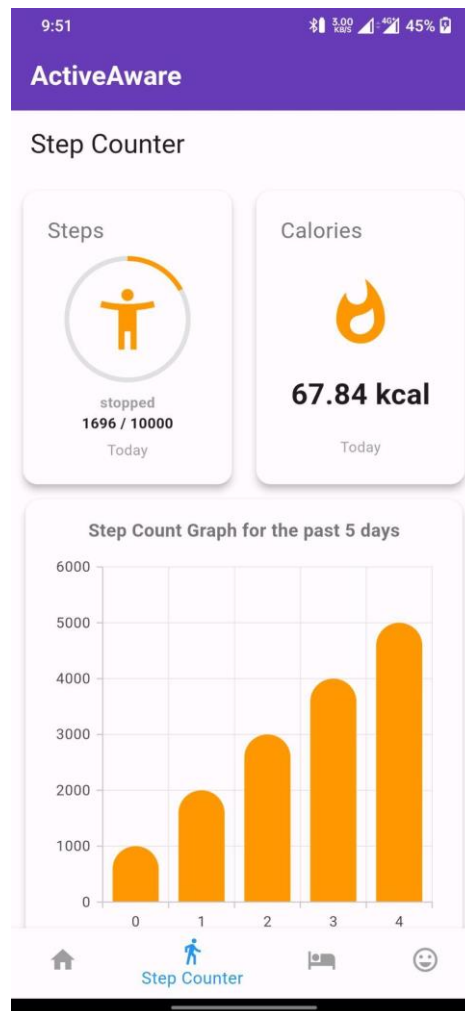 9:51
3.00 KB/S 4G 45%
ActiveAware
Step Counter
Steps
stopped
1696 / 10000
Today
Calories
67.84 kcal
Today
Step Count Graph for the past 5 days
6000
5000
4000
3000
2000
1000
0
0 1 2 3 4
Step Counter